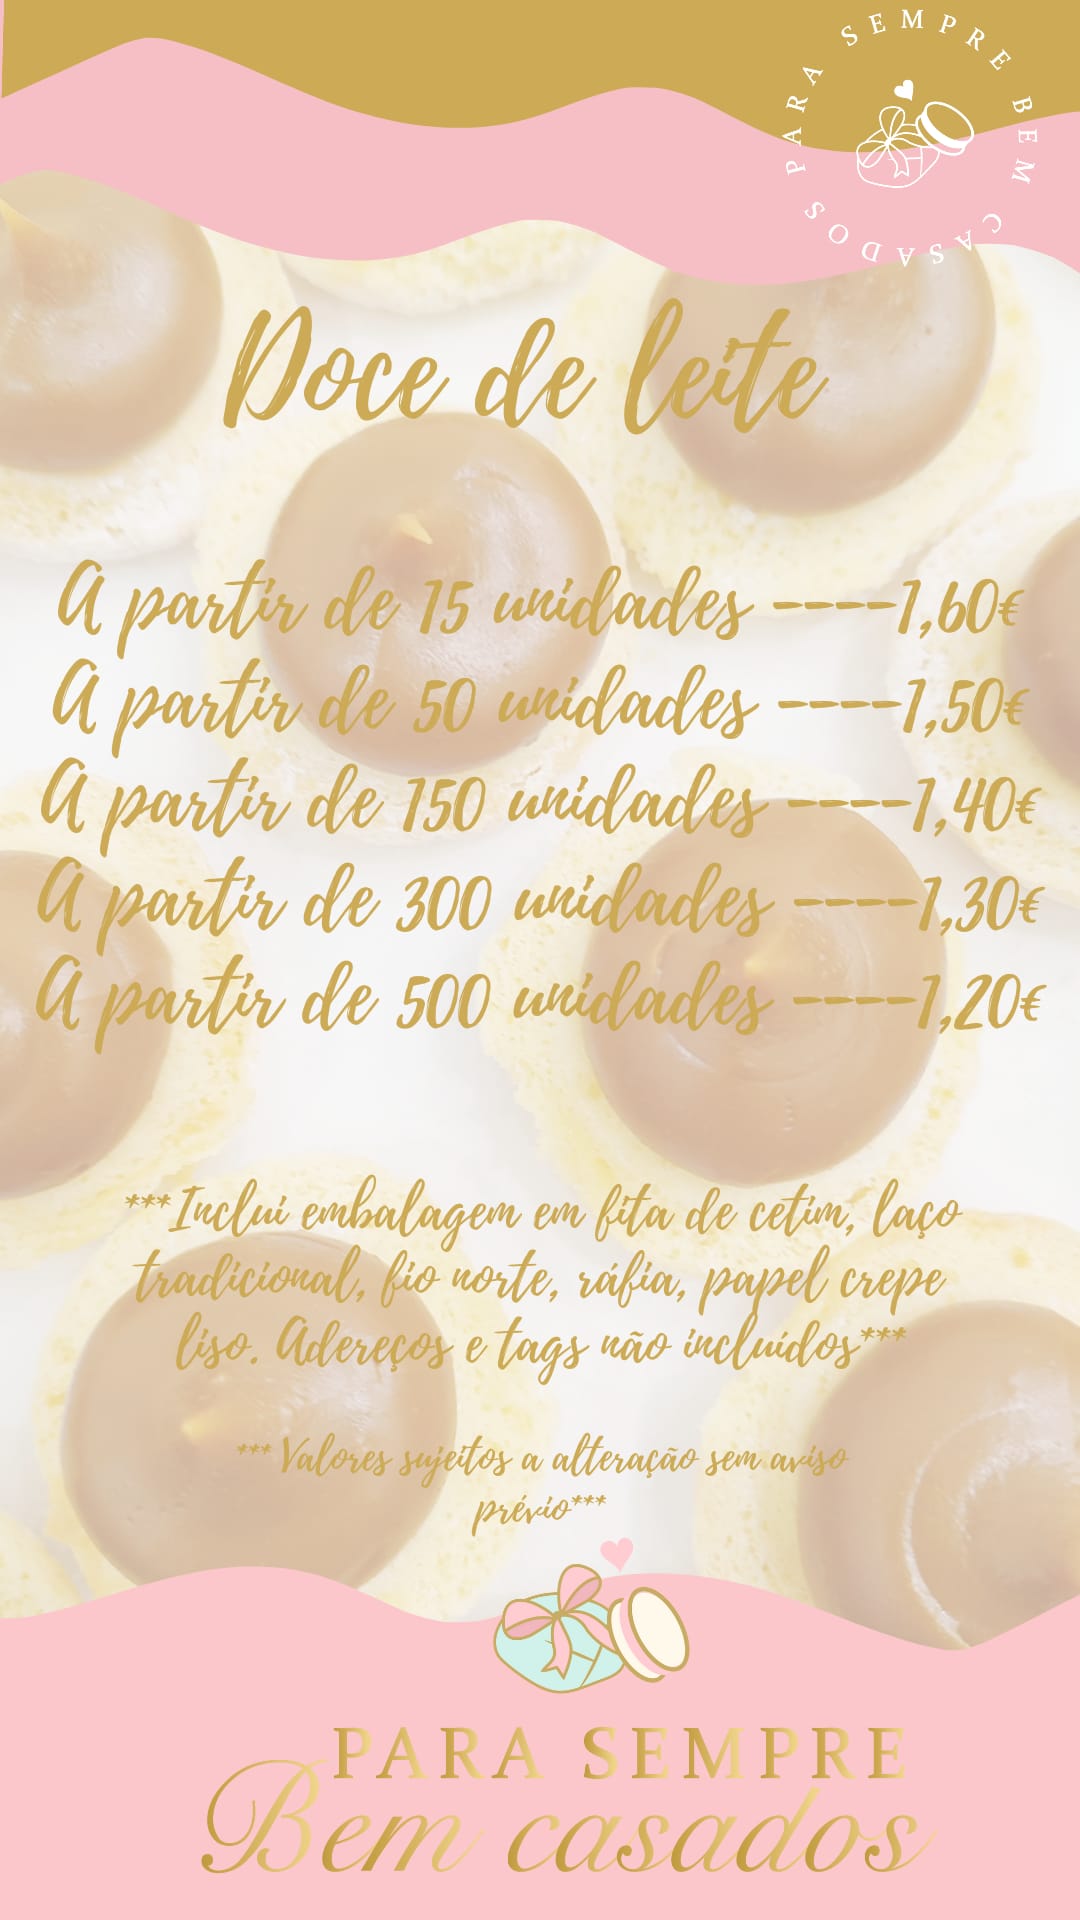 PARA SEMPRE BEM CASADOS
Doce de leite
A partir de 15 unidades ----1,60€
A partir de 50 unidades ----1,50€
A partir de 150 unidades ----1,40€
A partir de 300 unidades ----1,30€
A partir de 500 unidades ----1,20€
***Inclui embalagem em fita de cetim, laço
tradicional, fio norte, ráfia, papel crepe
liso. Adereços e tags não incluídos***
*** Valores sujeitos a alteração sem aviso
prévio***
PARA SEMPRE
Bem casados